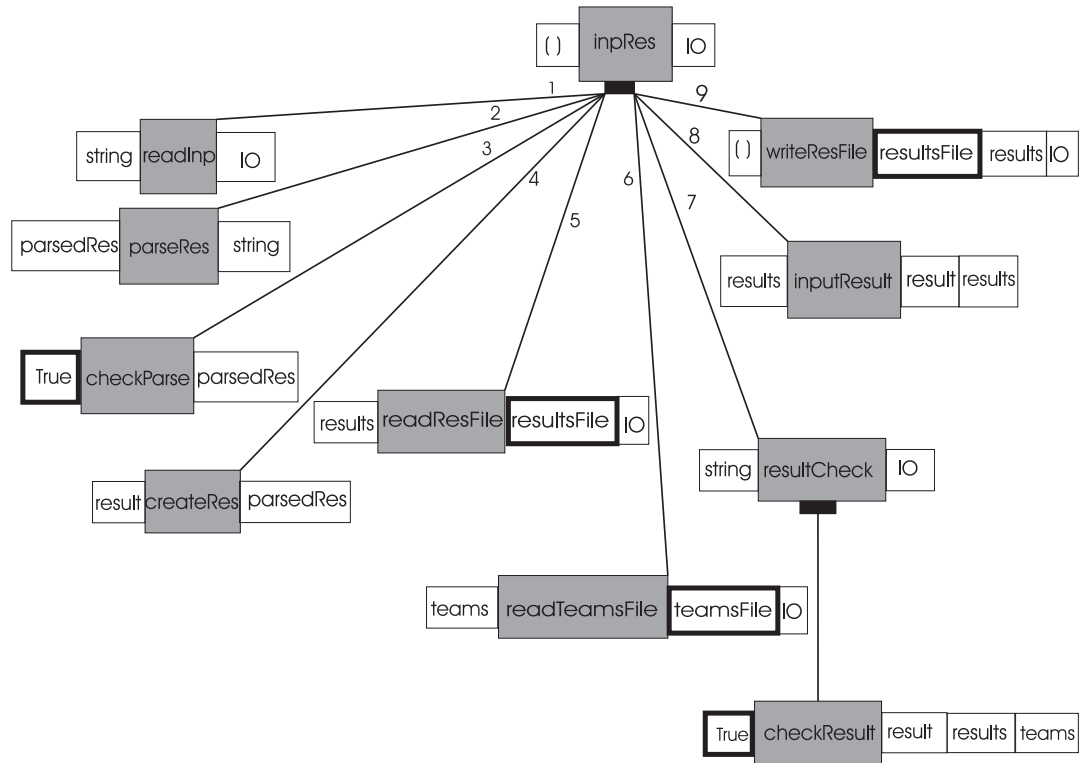 ( ) inpRes IO
1
2
3
4
5
6
7
8
9
string readInp IO
( ) writeResFile resultsFile results IO
parsedRes parseRes string
results inputResult result results
True checkParse parsedRes
results readResFile resultsFile IO
string resultCheck IO
result createRes parsedRes
teams readTeamsFile teamsFile IO
True checkResult result results teams